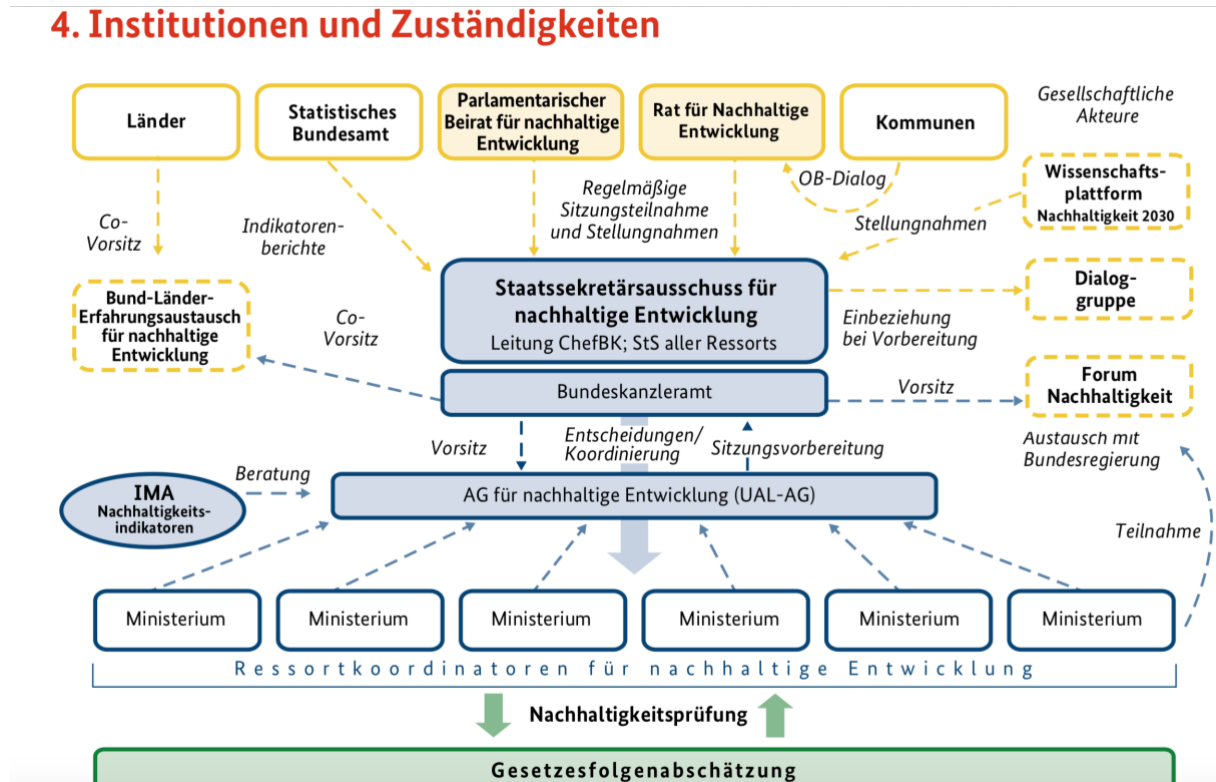 4. Institutionen und Zuständigkeiten
Länder
Statistisches
Bundesamt
Parlamentarischer
Beirat für nachhaltige
Entwicklung
Rat für Nachhaltige
Entwicklung
Kommunen
Gesellschaftliche
Akteure
Co-
Vorsitz
Indikatoren-
berichte
Regelmäßige
Sitzungsteilnahme
und Stellungnahmen
OB-Dialog
Stellungnahmen
Wissenschafts-
plattform
Nachhaltigkeit 2030
Bund-Länder-
Erfahrungsaustausch
für nachhaltige
Entwicklung
Co-
Vorsitz
Staatssekretärsausschuss für
nachhaltige Entwicklung
Leitung ChefBK; StS aller Ressorts
Einbeziehung
bei Vorbereitung
Dialog-
gruppe
Bundeskanzleramt
Vorsitz
Forum
Nachhaltigkeit
Austausch mit
Bundesregierung
Vorsitz
Entscheidungen/
Koordinierung
Sitzungsvorbereitung
IMA
Nachhaltigkeits-
indikatoren
Beratung
AG für nachhaltige Entwicklung (UAL-AG)
Teilnahme
Ministerium
Ministerium
Ministerium
Ministerium
Ministerium
Ministerium
Ressortkoordinatoren für nachhaltige Entwicklung
Nachhaltigkeitsprüfung
Gesetzesfolgenabschätzung